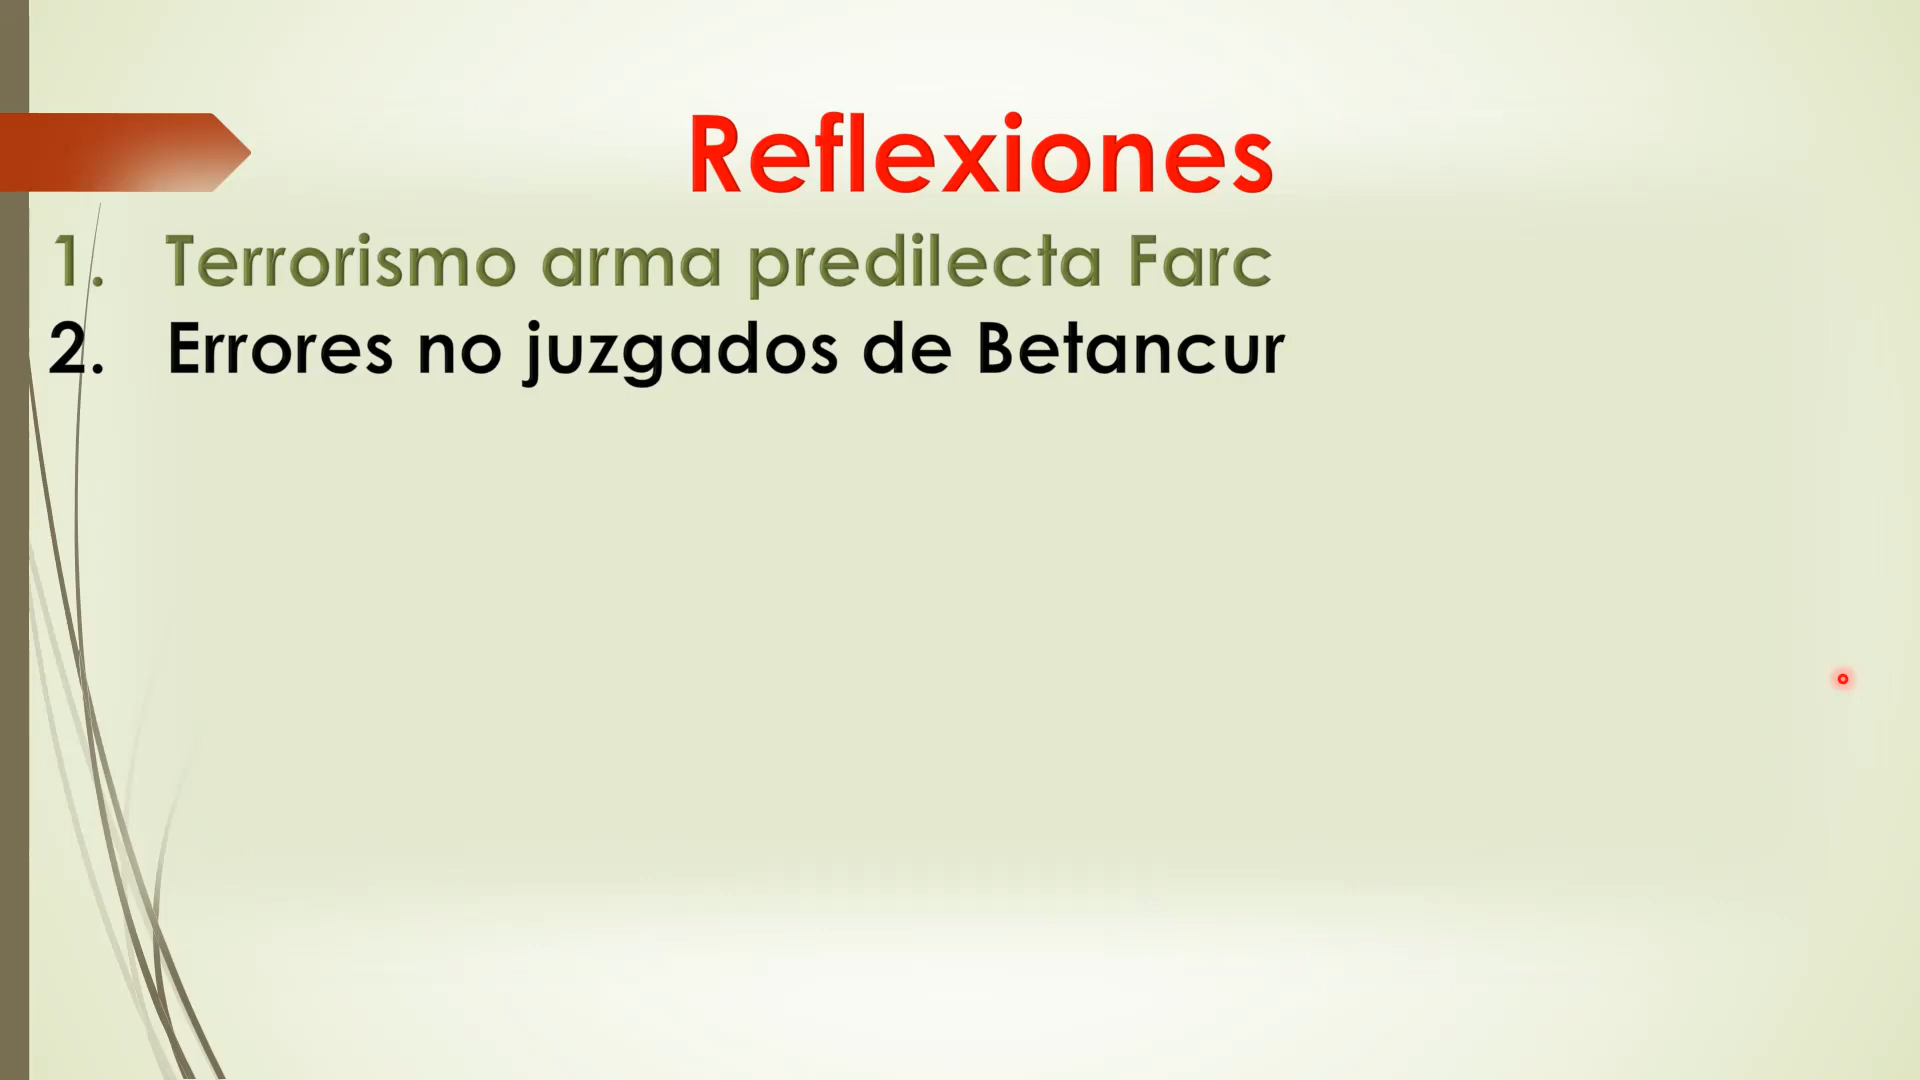 Reflexiones
1. Terrorismo arma predilecta Farc
2. Errores no juzgados de Betancur